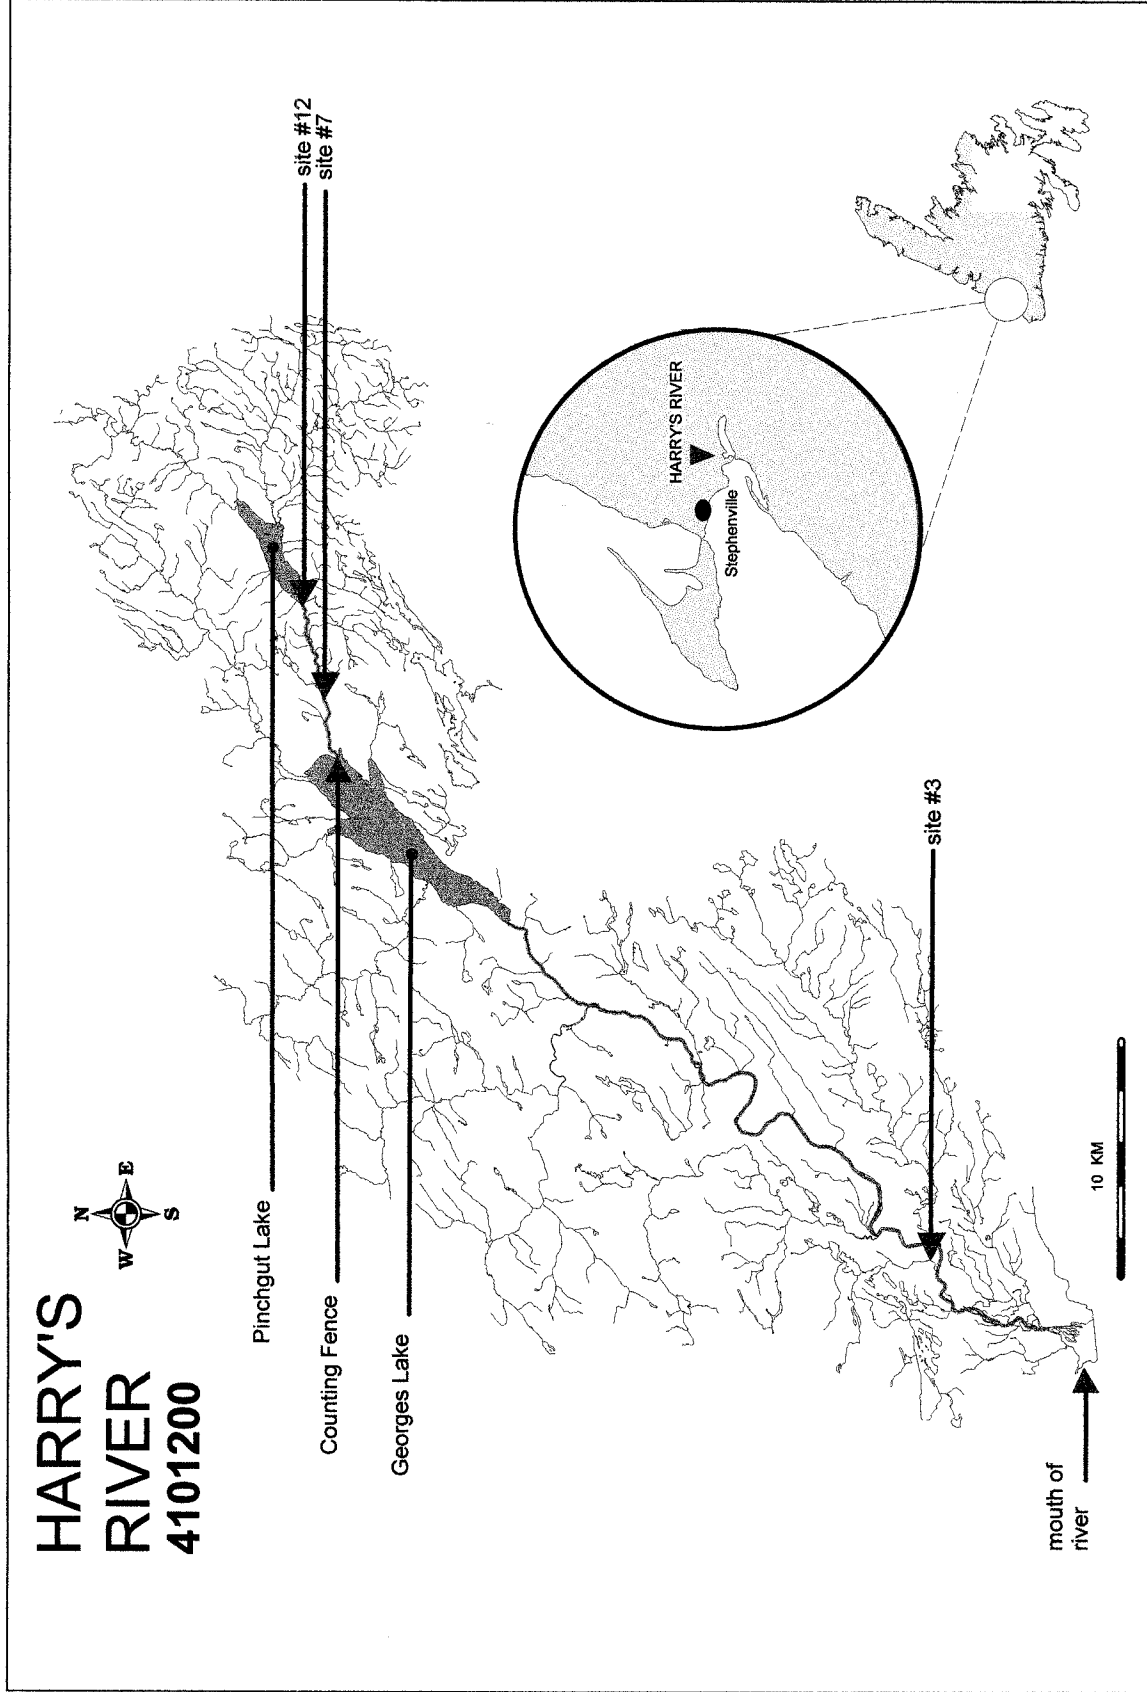 HARRY'S
RIVER
4101200
N
W
E
S
Pinchgut Lake
Counting Fence
Georges Lake
mouth of
river
site #12
site #7
site #3
HARRY'S RIVER
Stephenville
10 KM